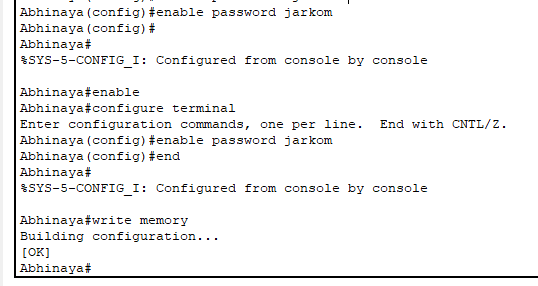 Abhinaya(config)#enable password jarkom
Abhinaya(config)#
Abhinaya#
%SYS-5-CONFIG_I: Configured from console by console
Abhinaya#enable
Abhinaya#configure terminal
Enter configuration commands, one per line.  End with CNTL/Z.
Abhinaya(config)#enable password jarkom
Abhinaya(config)#end
Abhinaya#
%SYS-5-CONFIG_I: Configured from console by console
Abhinaya#write memory
Building configuration...
[OK]
Abhinaya#